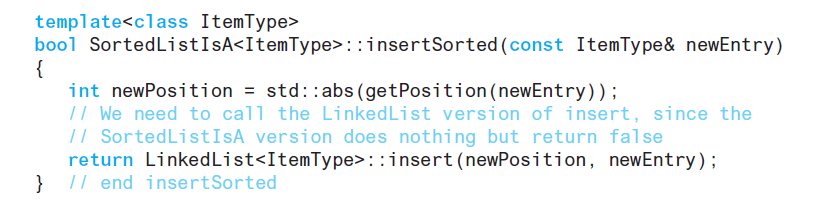 template<class ItemType>
bool SortedListIsA<ItemType>::insertSorted(const ItemType& newEntry)
{
   int newPosition = std::abs(getPosition(newEntry));
   // We need to call the LinkedList version of insert, since the
   // SortedListIsA version does nothing but return false
   return LinkedList<ItemType>::insert(newPosition, newEntry);
}  // end insertSorted